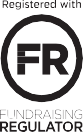 Registered with
FR
FUNDRAISING
REGULATOR